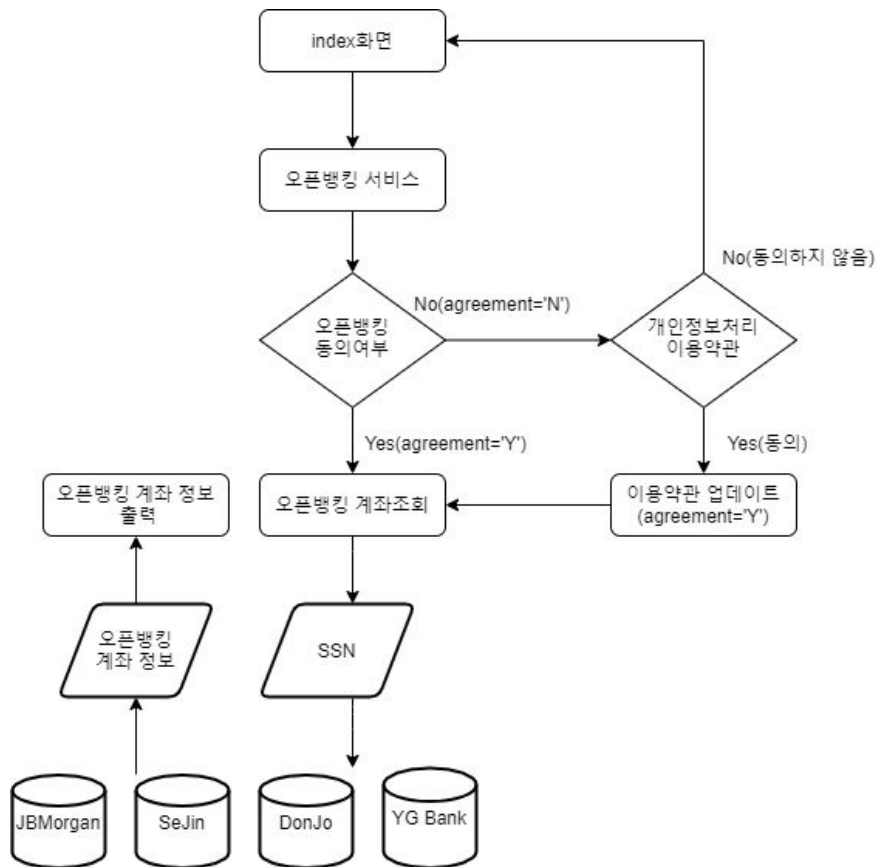 index화면
오픈뱅킹 서비스
No(동의하지 않음)
오픈뱅킹
동의여부
No(agreement='N')
개인정보처리
이용약관
Yes(agreement='Y')
Yes(동의)
오픈뱅킹 계좌 정보
출력
오픈뱅킹 계좌조회
이용약관 업데이트
(agreement='Y')
오픈뱅킹
계좌 정보
SSN
JBMorgan
SeJin
DonJo
YG Bank